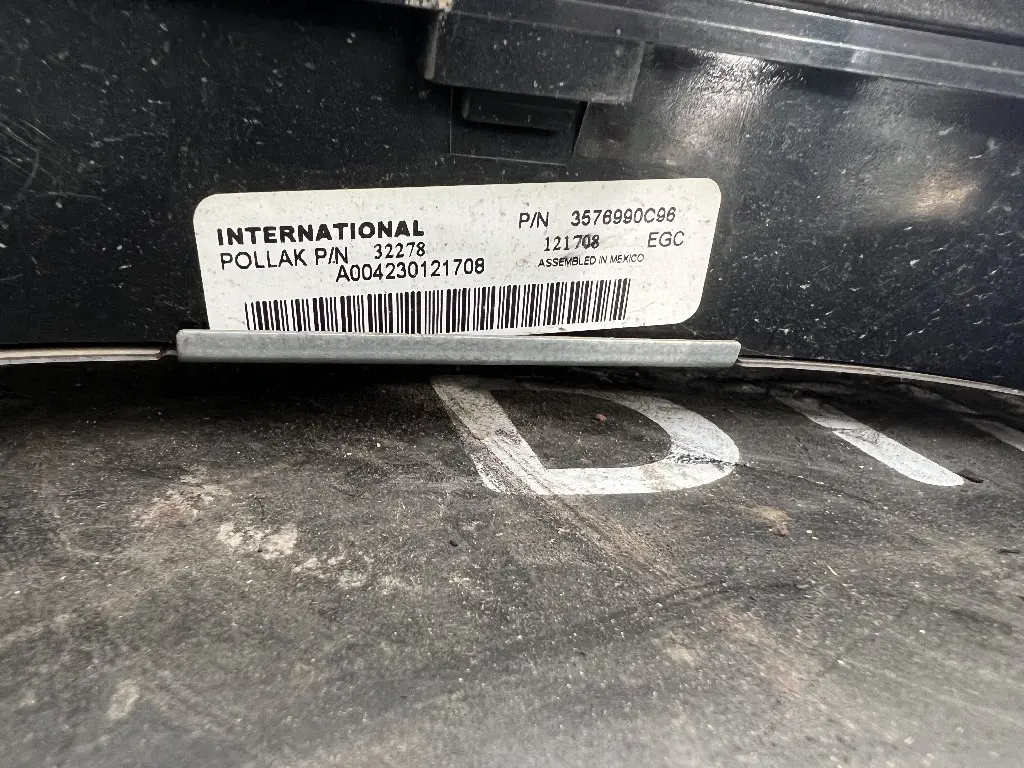 INTERNATIONAL
POLLAK P/N 32278
A004230121708
P/N 3576990C96
121708 EGC
ASSEMBLED IN MEXICO